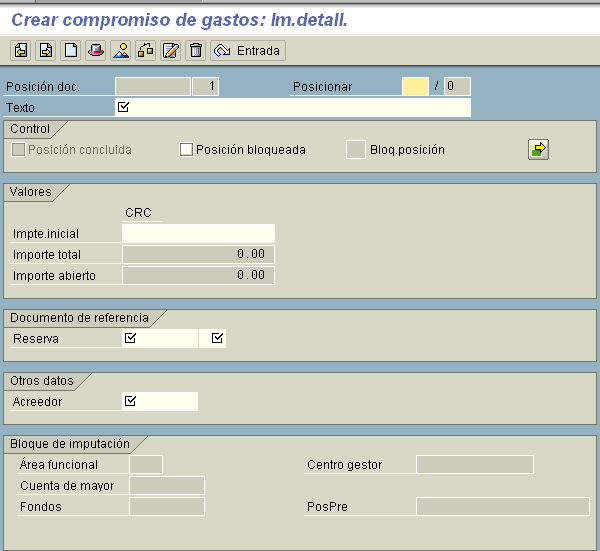 Crear compromiso de gastos: Im.detall.
Entrada
Posición doc. 1 Posicionar / 0
Texto
Control
Posición concluida Posición bloqueada Bloq.posición
Valores
CRC
Impte.inicial
Importe total 0.00
Importe abierto 0.00
Documento de referencia
Reserva
Otros datos
Acreedor
Bloque de imputación
Área funcional Centro gestor
Cuenta de mayor
Fondos PosPre